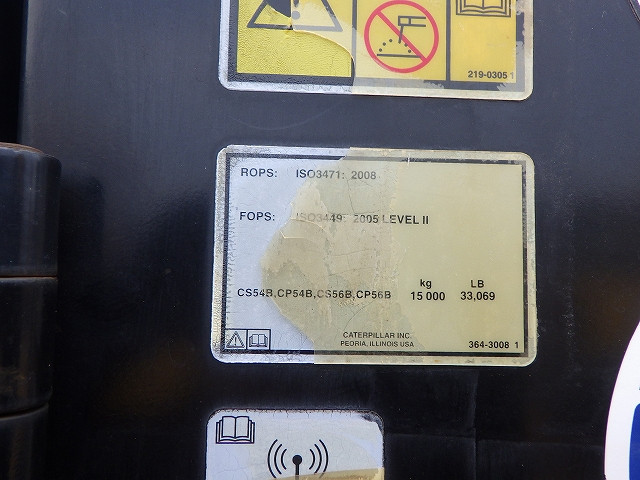 219-0305 1
ROPS: ISO3471: 2008
FOPS: ISO3449: 2005 LEVEL II
kg LB
CS54B,CP54B,CS56B,CP56B 15 000 33,069
CATERPILLAR INC.
PEORIA, ILLINOIS USA
364-3008 1